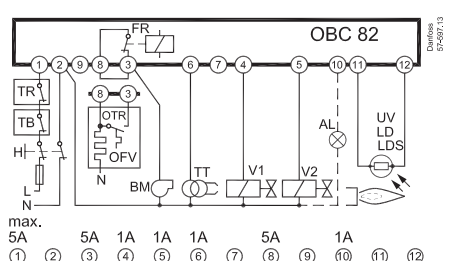 FR
OBC 82
Danfoss
57-697.13
1 2 9 8 3 6 7 4 5 10 11 12
TR
8 3
OTR
TB
UV
AL
LD
H
LDS
OFV
TT
V1
V2
L
BM
N
N
max.
5A 5A 1A 1A 1A 5A 1A
1 2 3 4 5 6 7 8 9 10 11 12